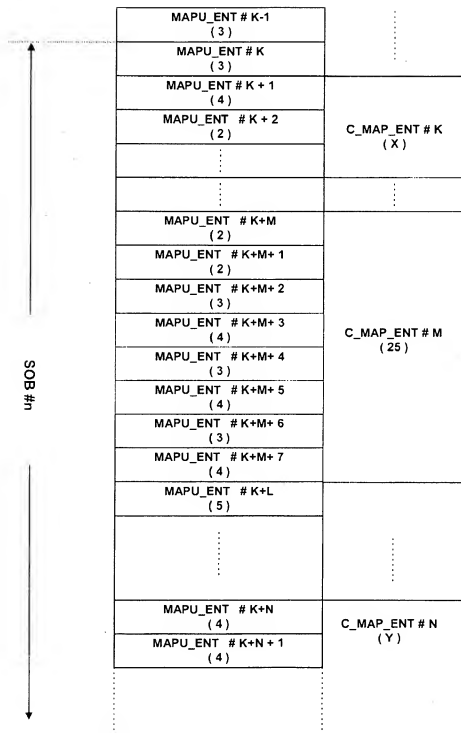 MAPU_ENT # K-1
( 3 )
MAPU_ENT # K
( 3 )
MAPU_ENT # K + 1
( 4 )
MAPU_ENT # K + 2
( 2 )
C_MAP_ENT # K
( X )
MAPU_ENT # K+M
( 2 )
MAPU_ENT # K+M+ 1
( 2 )
MAPU_ENT # K+M+ 2
( 3 )
MAPU_ENT # K+M+ 3
( 4 )
C_MAP_ENT # M
( 25 )
MAPU_ENT # K+M+ 4
( 3 )
MAPU_ENT # K+M+ 5
( 4 )
MAPU_ENT # K+M+ 6
( 3 )
MAPU_ENT # K+M+ 7
( 4 )
SOB #n
MAPU_ENT # K+L
( 5 )
MAPU_ENT # K+N
( 4 )
C_MAP_ENT # N
( Y )
MAPU_ENT # K+N + 1
( 4 )